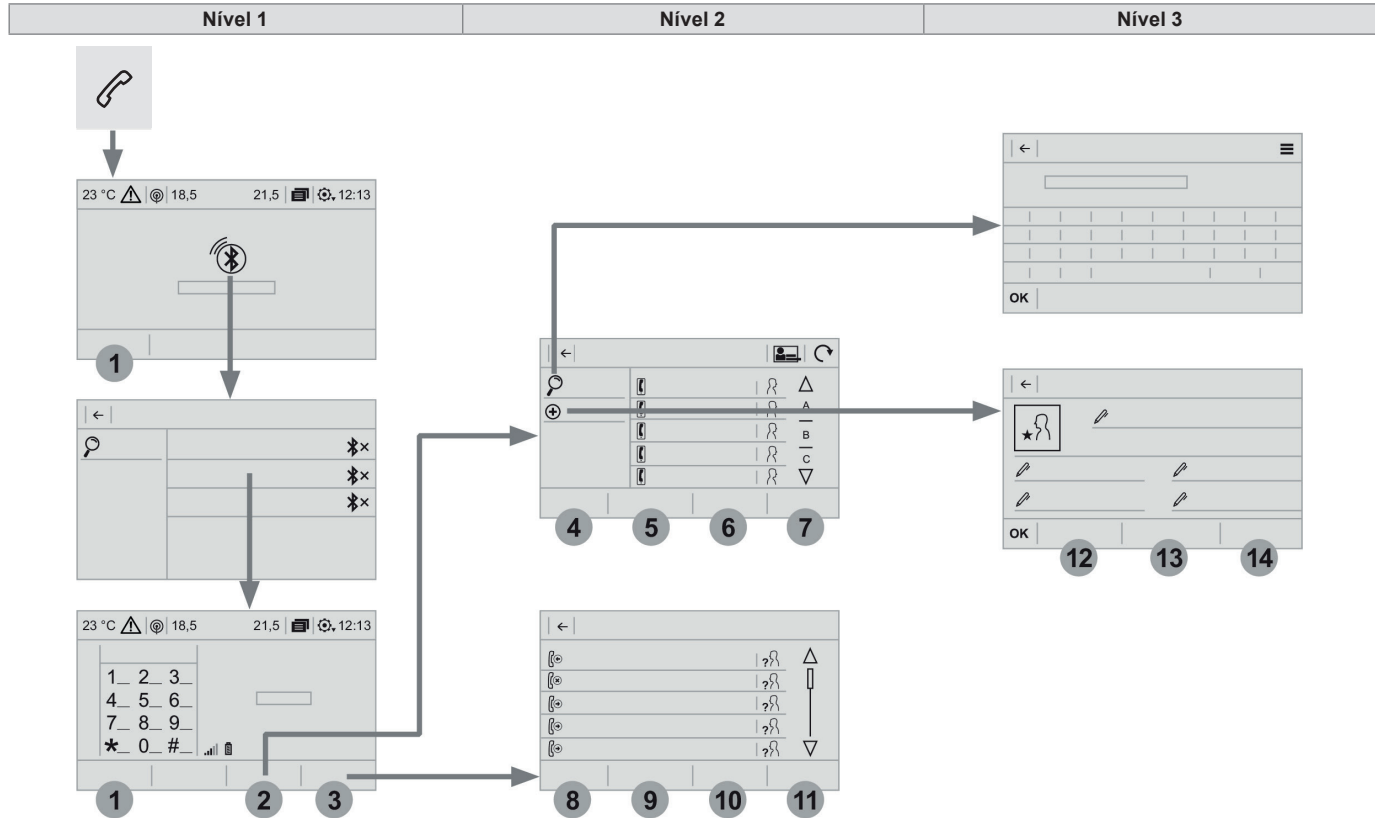 Nível 1 Nível 2 Nível 3
23 °C 18,5 21,5 12:13
1
23 °C 18,5 21,5 12:13
1_ 2_ 3_
4_ 5_ 6_
7_ 8_ 9_
*_ 0_ #_
1 2 3
A
B
C
4 5 6 7
8 9 10 11
OK
OK
12 13 14